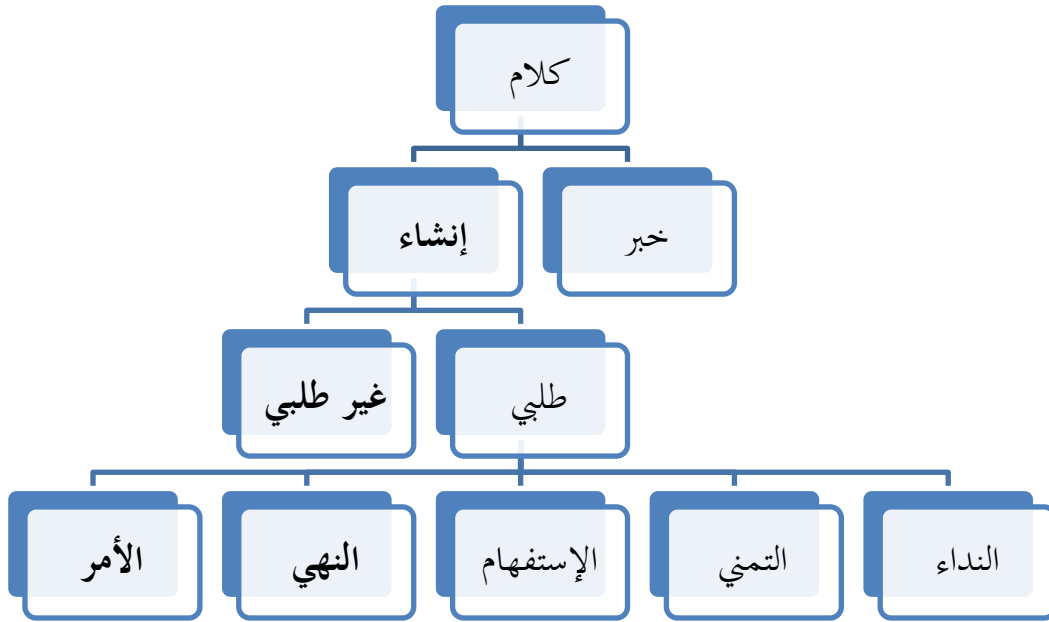 كلام
خبر
إنشاء
طلبي
غير طلبي
النداء
التمني
الإستفهام
النهي
الأمر